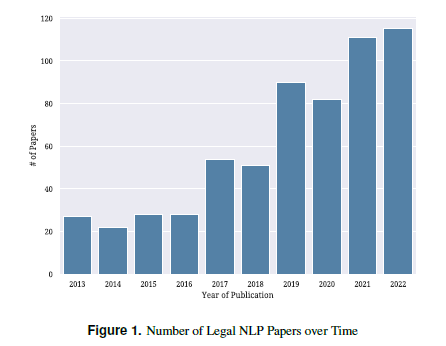 120
100
80
60
40
20
0
# of Papers
2013 2014 2015 2016 2017 2018 2019 2020 2021 2022
Year of Publication
Figure 1. Number of Legal NLP Papers over Time